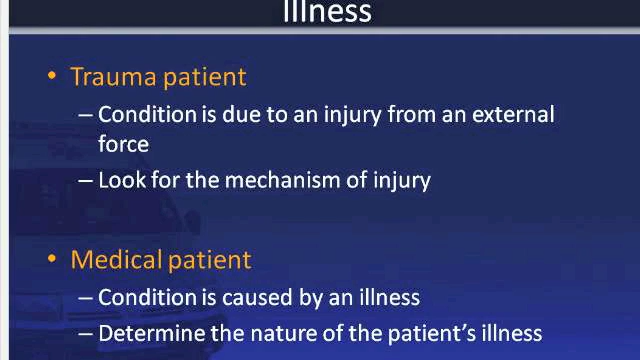 Illness
• Trauma patient
– Condition is due to an injury from an external
force
– Look for the mechanism of injury
• Medical patient
– Condition is caused by an illness
– Determine the nature of the patient's illness